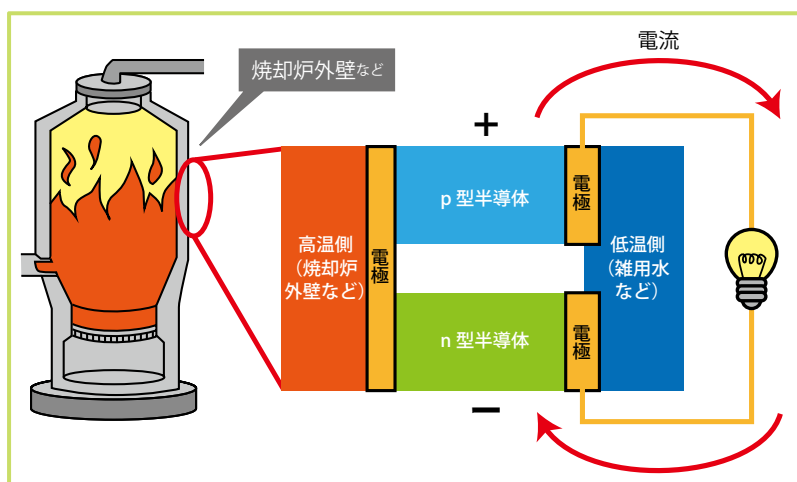 電流
焼却炉外壁など
+
p 型半導体
電極
高温側
（焼却炉
外壁など）
電極
低温側
（雑用水
など）
n 型半導体
電極
−